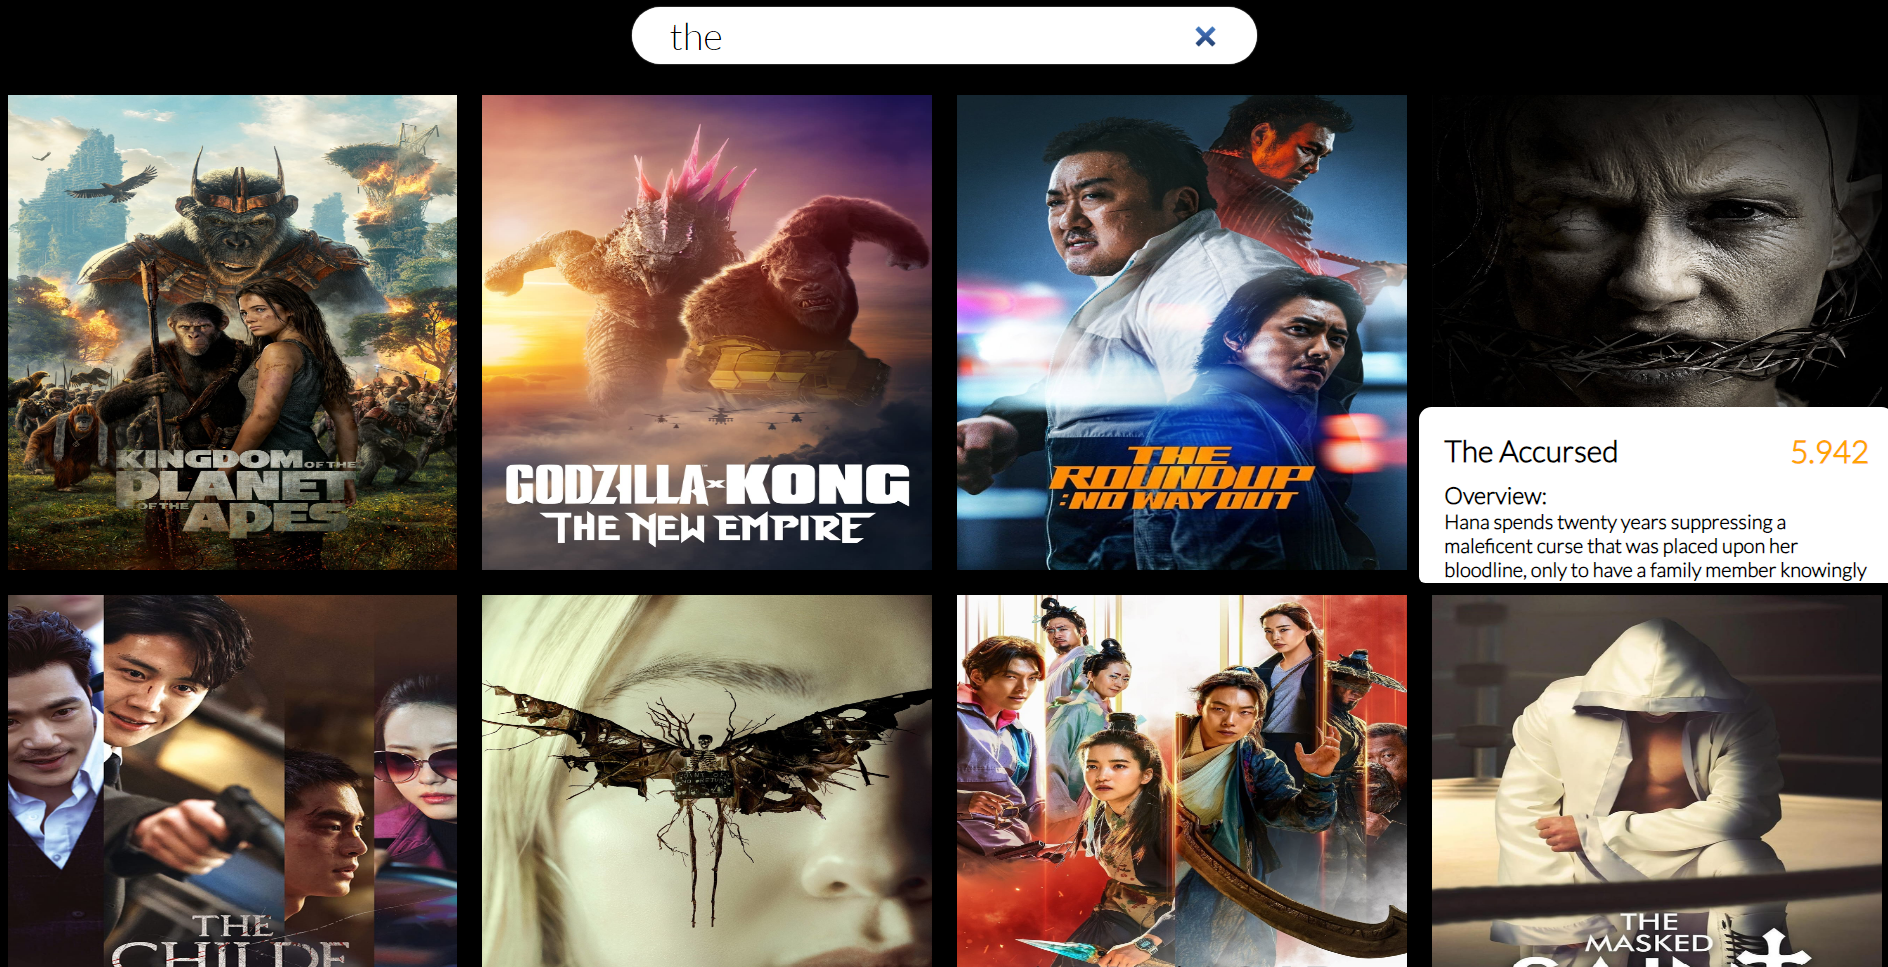 the
KINGDOM OF THE
PLANET
OF THE APES
GODZILLA x KONG
THE NEW EMPIRE
THE
ROUNDUP
:NO WAY OUT
The Accursed
5.942
Overview:
Hana spends twenty years suppressing a
maleficent curse that was placed upon her
bloodline, only to have a family member knowingly
THE
CHILDE
THE
MASKED